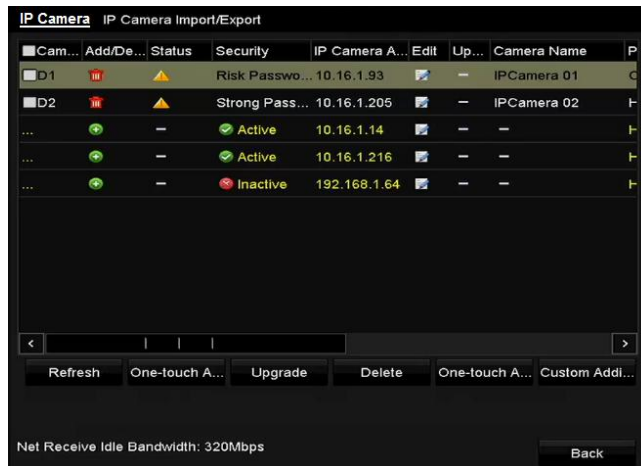 IP Camera IP Camera Import/Export
Cam... Add/De... Status Security IP Camera A... Edit Up... Camera Name P
D1 Risk Passwo... 10.16.1.93 – IPCamera 01
D2 Strong Pass... 10.16.1.205 – IPCamera 02 H
... – Active 10.16.1.14 – – H
... – Active 10.16.1.216 – – H
... – Inactive 192.168.1.64 – – H
Refresh One-touch A... Upgrade Delete One-touch A... Custom Addi...
Net Receive Idle Bandwidth: 320Mbps
Back